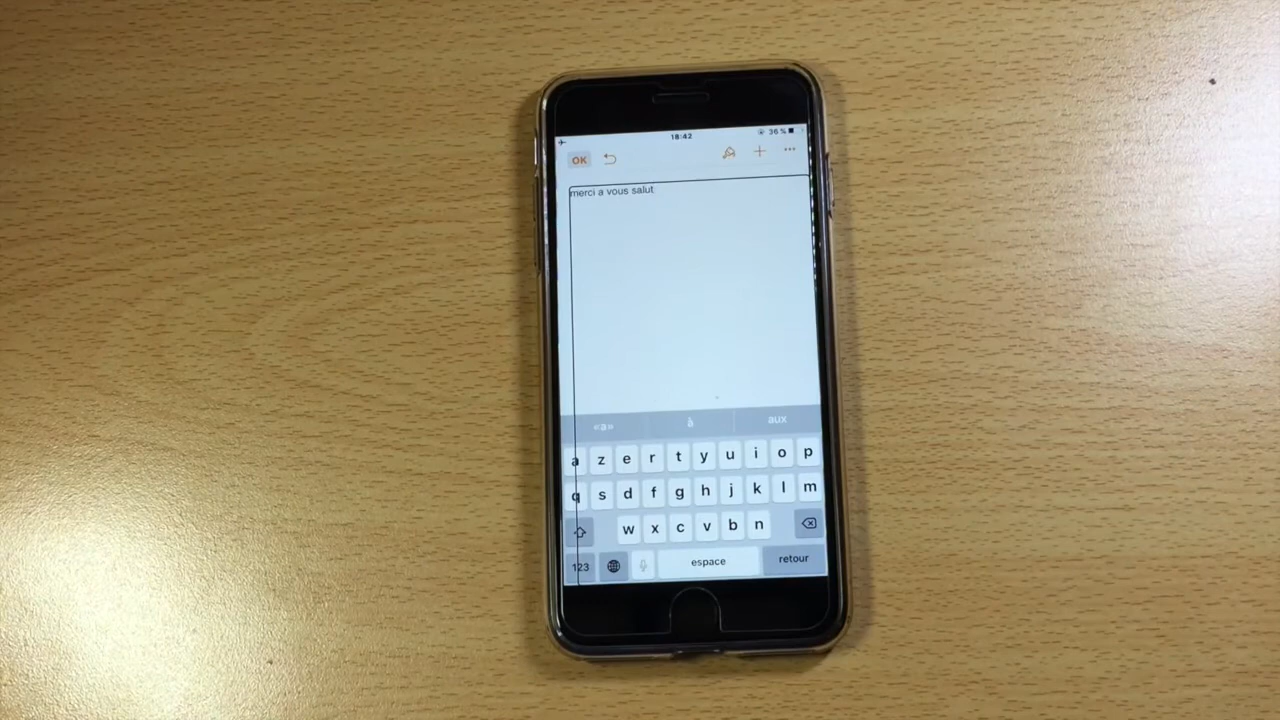 18:42 36 %
OK
merci a vous salut
«a» à aux
a z e r t y u i o p
q s d f g h j k l m
w x c v b n
123 espace retour